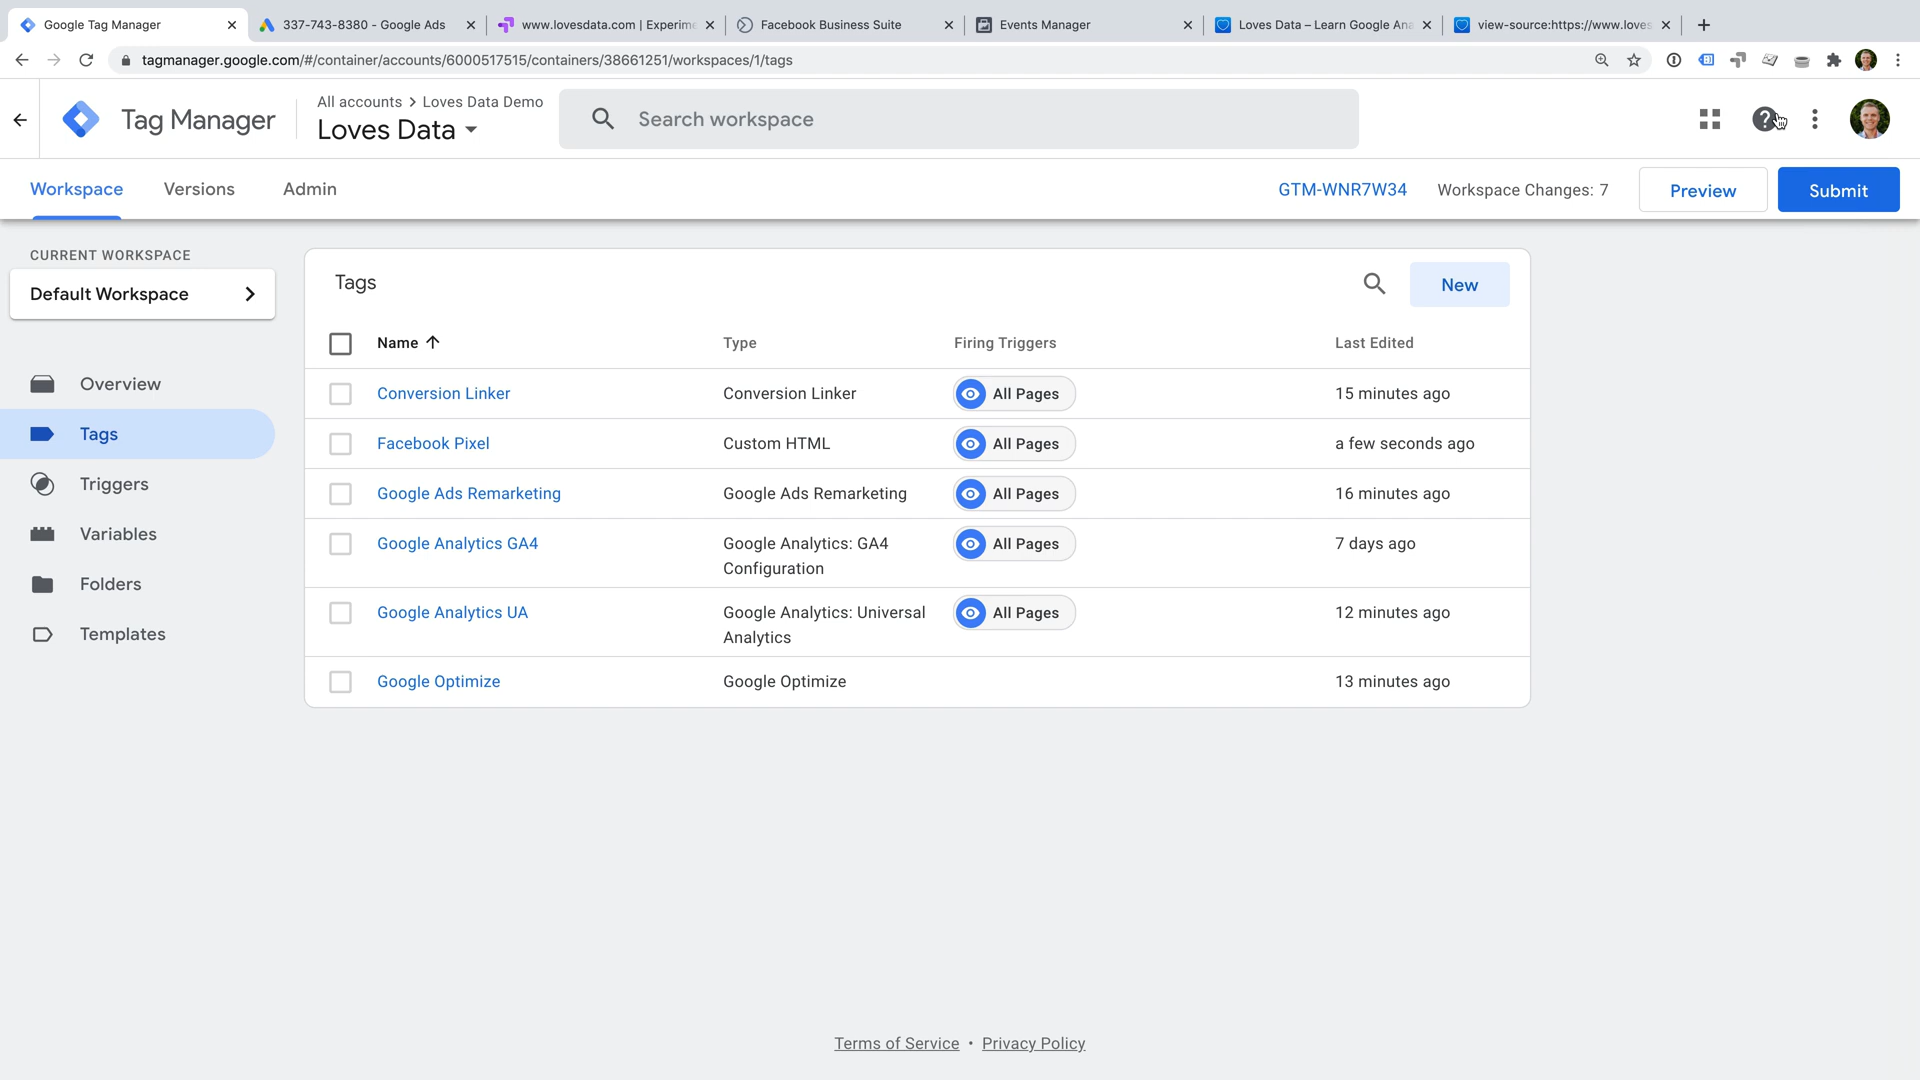 Google Tag Manager
337-743-8380 - Google Ads
www.lovesdata.com | Experime
Facebook Business Suite
Events Manager
Loves Data – Learn Google Ana
view-source:https://www.loves
tagmanager.google.com/#/container/accounts/6000517515/containers/38661251/workspaces/1/tags
Tag Manager
All accounts > Loves Data Demo
Loves Data
Search workspace
Workspace
Versions
Admin
GTM-WNR7W34
Workspace Changes: 7
Preview
Submit
CURRENT WORKSPACE
Default Workspace
Overview
Tags
Triggers
Variables
Folders
Templates
Tags
New
Name Type Firing Triggers Last Edited
Conversion Linker Conversion Linker All Pages 15 minutes ago
Facebook Pixel Custom HTML All Pages a few seconds ago
Google Ads Remarketing Google Ads Remarketing All Pages 16 minutes ago
Google Analytics GA4 Google Analytics: GA4 All Pages 7 days ago
Configuration
Google Analytics UA Google Analytics: Universal All Pages 12 minutes ago
Analytics
Google Optimize Google Optimize 13 minutes ago
Terms of Service • Privacy Policy